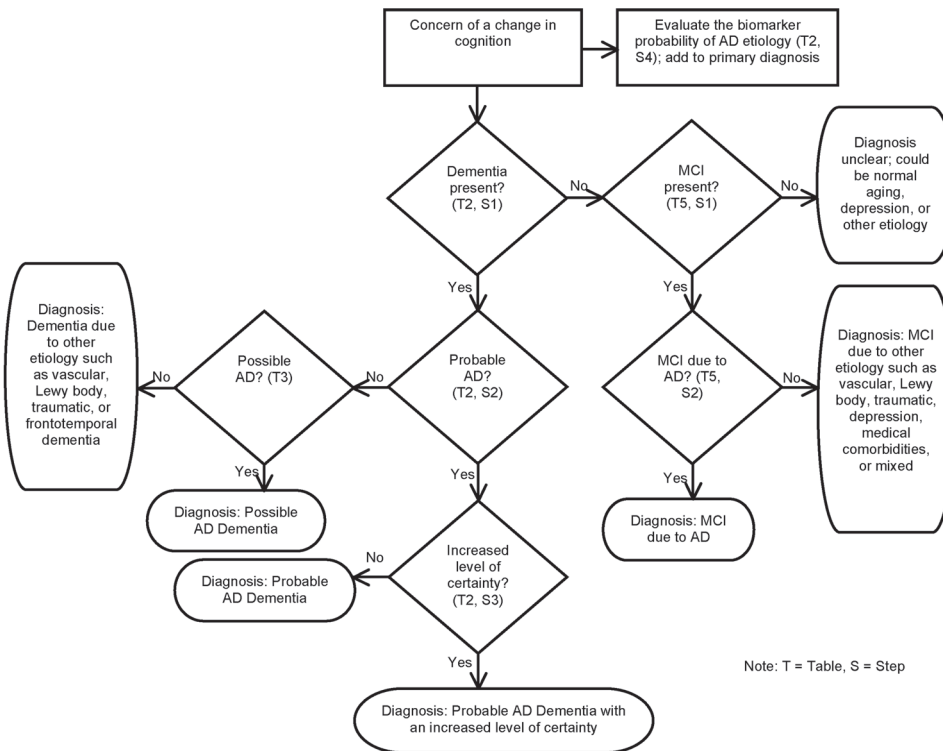 Concern of a change in
cognition
Evaluate the biomarker
probability of AD etiology (T2,
S4); add to primary diagnosis
Dementia
present?
(T2, S1)
No
MCI
present?
(T5, S1)
No
Diagnosis
unclear; could
be normal
aging,
depression, or
other etiology
Yes
Yes
Diagnosis:
Dementia due
to other
etiology such
as vascular,
Lewy body,
traumatic, or
frontotemporal
dementia
No
Possible
AD? (T3)
No
Probable
AD?
(T2, S2)
MCI due
to AD? (T5,
S2)
No
Diagnosis: MCI
due to other
etiology such as
vascular, Lewy
body, traumatic,
depression,
medical
comorbidities,
or mixed
Yes
Yes
Yes
Diagnosis: Possible
AD Dementia
Diagnosis: MCI
due to AD
No
Increased
level of
certainty?
(T2, S3)
Diagnosis: Probable
AD Dementia
Yes
Note: T = Table, S = Step
Diagnosis: Probable AD Dementia with
an increased level of certainty